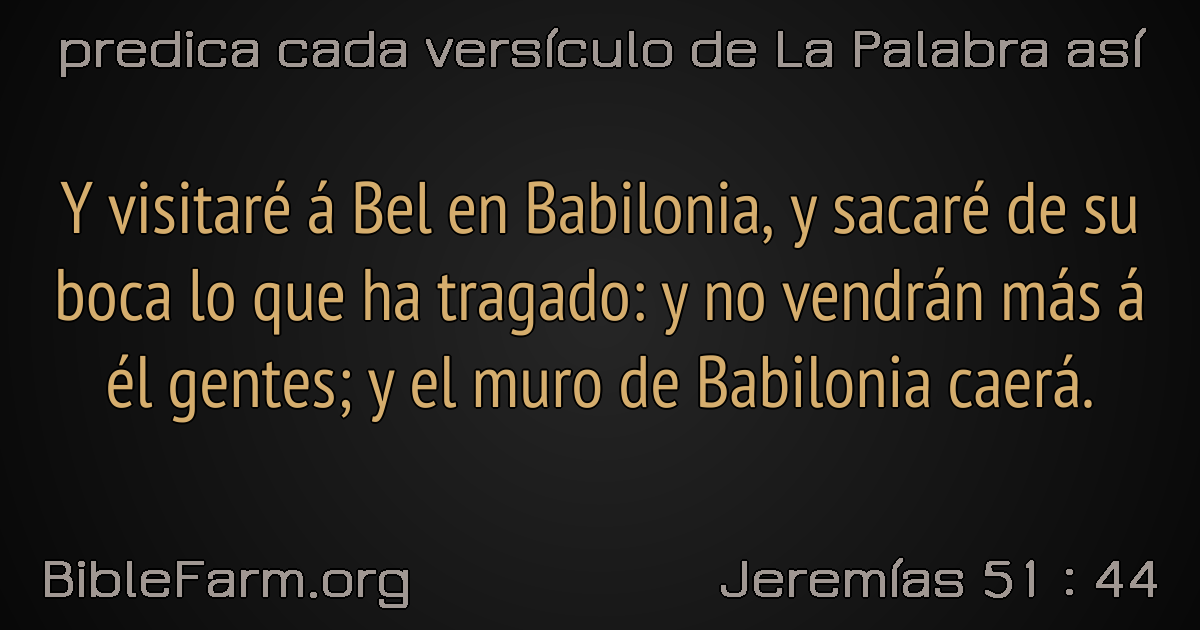 predica cada versículo de La Palabra así
Y visitaré á Bel en Babilonia, y sacaré de su
boca lo que ha tragado: y no vendrán más á
él gentes; y el muro de Babilonia caerá.
BibleFarm.org
Jeremías 51 : 44